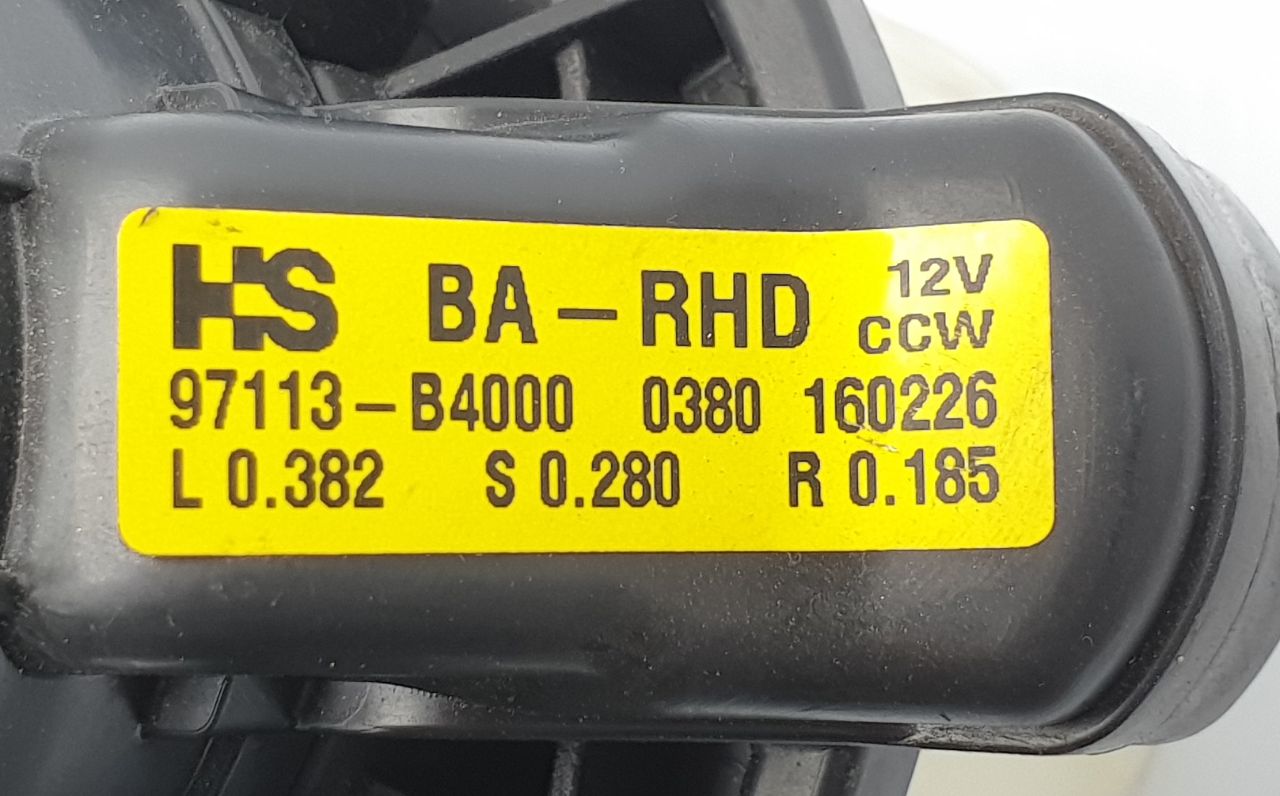 HS BA-RHD 12V
CCW
97113-B4000 0380 160226
L 0.382 S 0.280 R 0.185